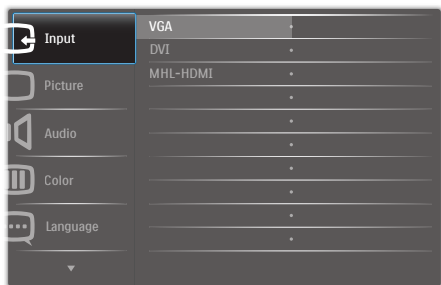 Input
Picture
Audio
Color
Language
VGA
DVI
MHL-HDMI